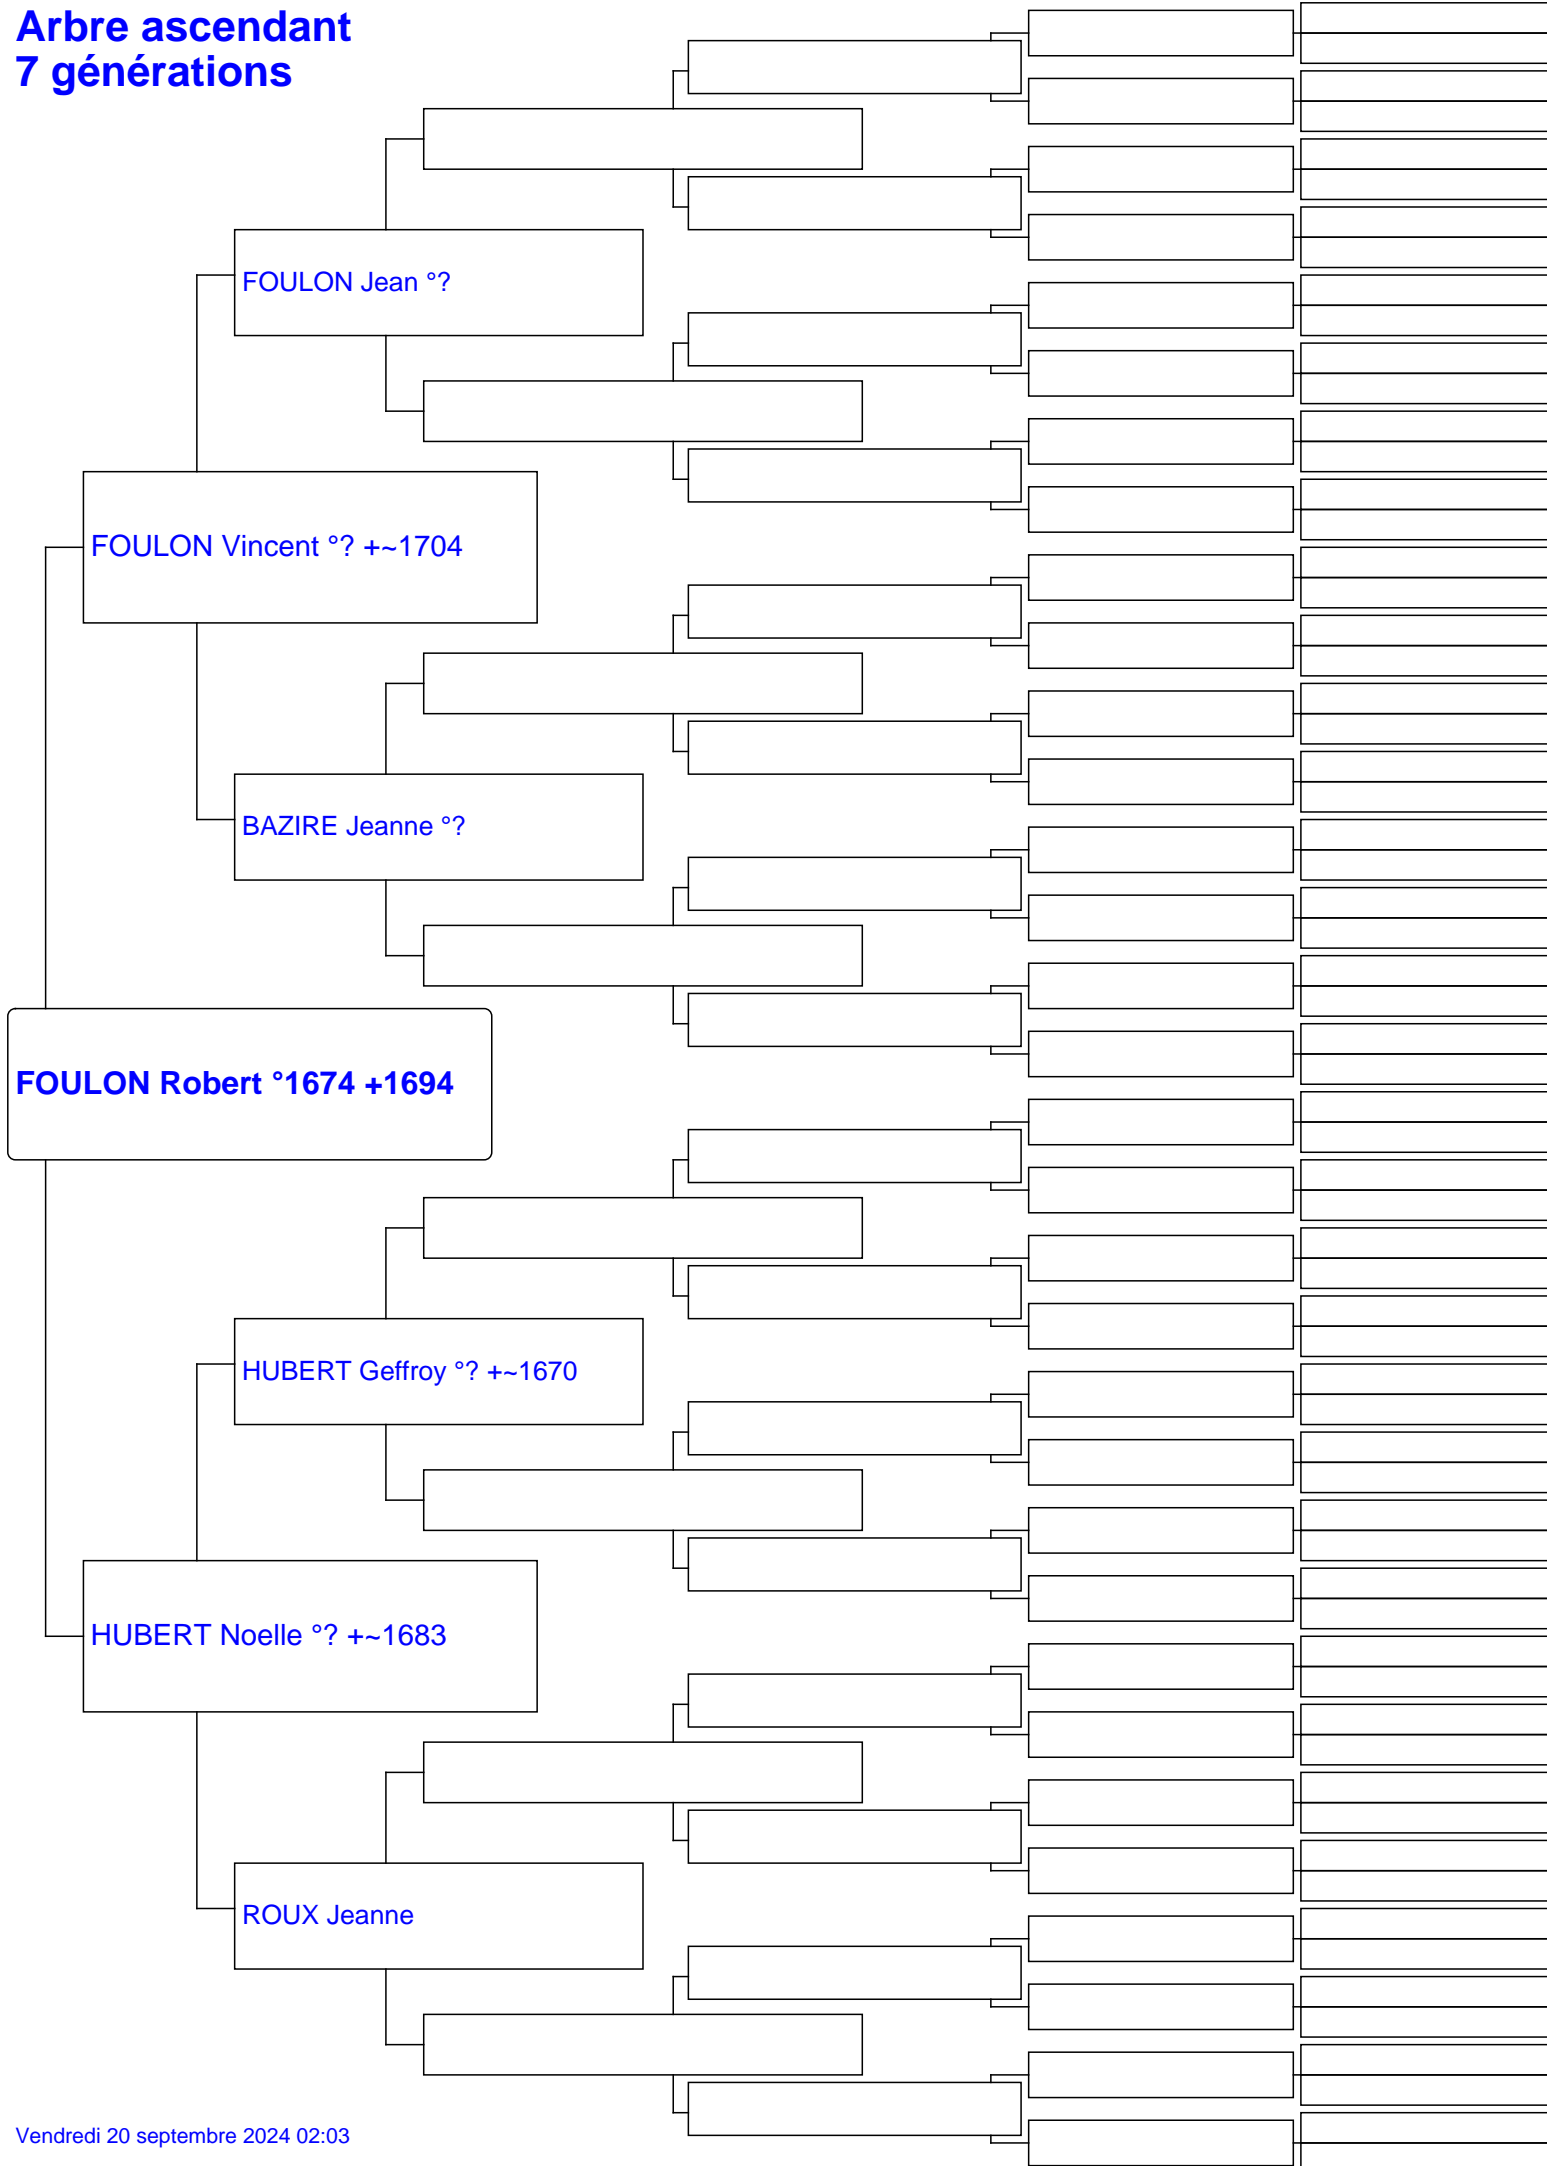 Arbre ascendant
7 générations
FOULON Jean °?
FOULON Vincent °? +~1704
BAZIRE Jeanne °?
FOULON Robert °1674 +1694
HUBERT Geffroy °? +~1670
HUBERT Noelle °? +~1683
ROUX Jeanne
Vendredi 20 septembre 2024 02:03